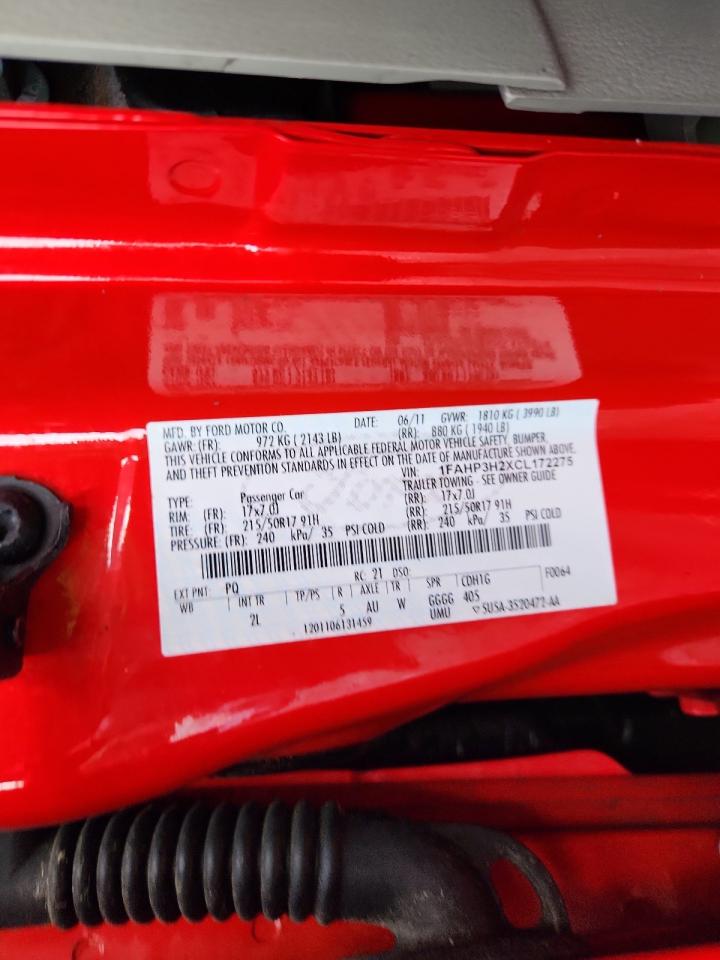 MFD. BY FORD MOTOR CO. DATE: 06/11 GVWR: 1810 KG ( 3990 LB)
GAWR: (FR): 972 KG ( 2143 LB) (RR): 880 KG ( 1940 LB)
THIS VEHICLE CONFORMS TO ALL APPLICABLE FEDERAL MOTOR VEHICLE SAFETY, BUMPER,
AND THEFT PREVENTION STANDARDS IN EFFECT ON THE DATE OF MANUFACTURE SHOWN ABOVE.
VIN: 1FAHP3H2XCL172275
TYPE: Passenger Car TRAILER TOWING - SEE OWNER GUIDE
RIM: (FR): 17x7.0J (RR): 17x7.0J
TIRE: (FR): 215/50R17 91H (RR): 215/50R17 91H
PRESSURE: (FR): 240 kPa/ 35 PSI COLD (RR): 240 kPa/ 35 PSI COLD
EXT PNT: PQ RC: 21 DSO: F0064
WB INT TR TP/PS R AXLE TR SPR CDH1G
2L 5 AU W GGGG 405
1201106131459 UMU ▽ 5U5A-3520472-AA